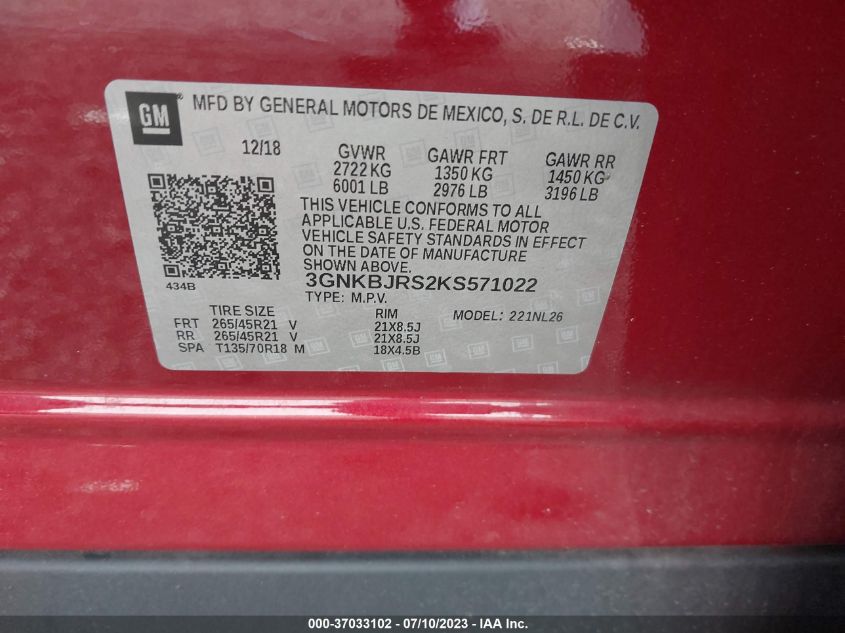 GM
MFD BY GENERAL MOTORS DE MEXICO, S. DE R.L. DE C.V.
12/18
GVWR
2722 KG
6001 LB
GAWR FRT
1350 KG
2976 LB
GAWR RR
1450 KG
3196 LB
THIS VEHICLE CONFORMS TO ALL
APPLICABLE U.S. FEDERAL MOTOR
VEHICLE SAFETY STANDARDS IN EFFECT
ON THE DATE OF MANUFACTURE
SHOWN ABOVE.
434B
3GNKBJRS2KS571022
TYPE: M.P.V.
MODEL: 221NL26
TIRE SIZE RIM
FRT 265/45R21 V 21X8.5J
RR 265/45R21 V 21X8.5J
SPA T135/70R18 M 18X4.5B
000-37033102 - 07/10/2023 - IAA Inc.